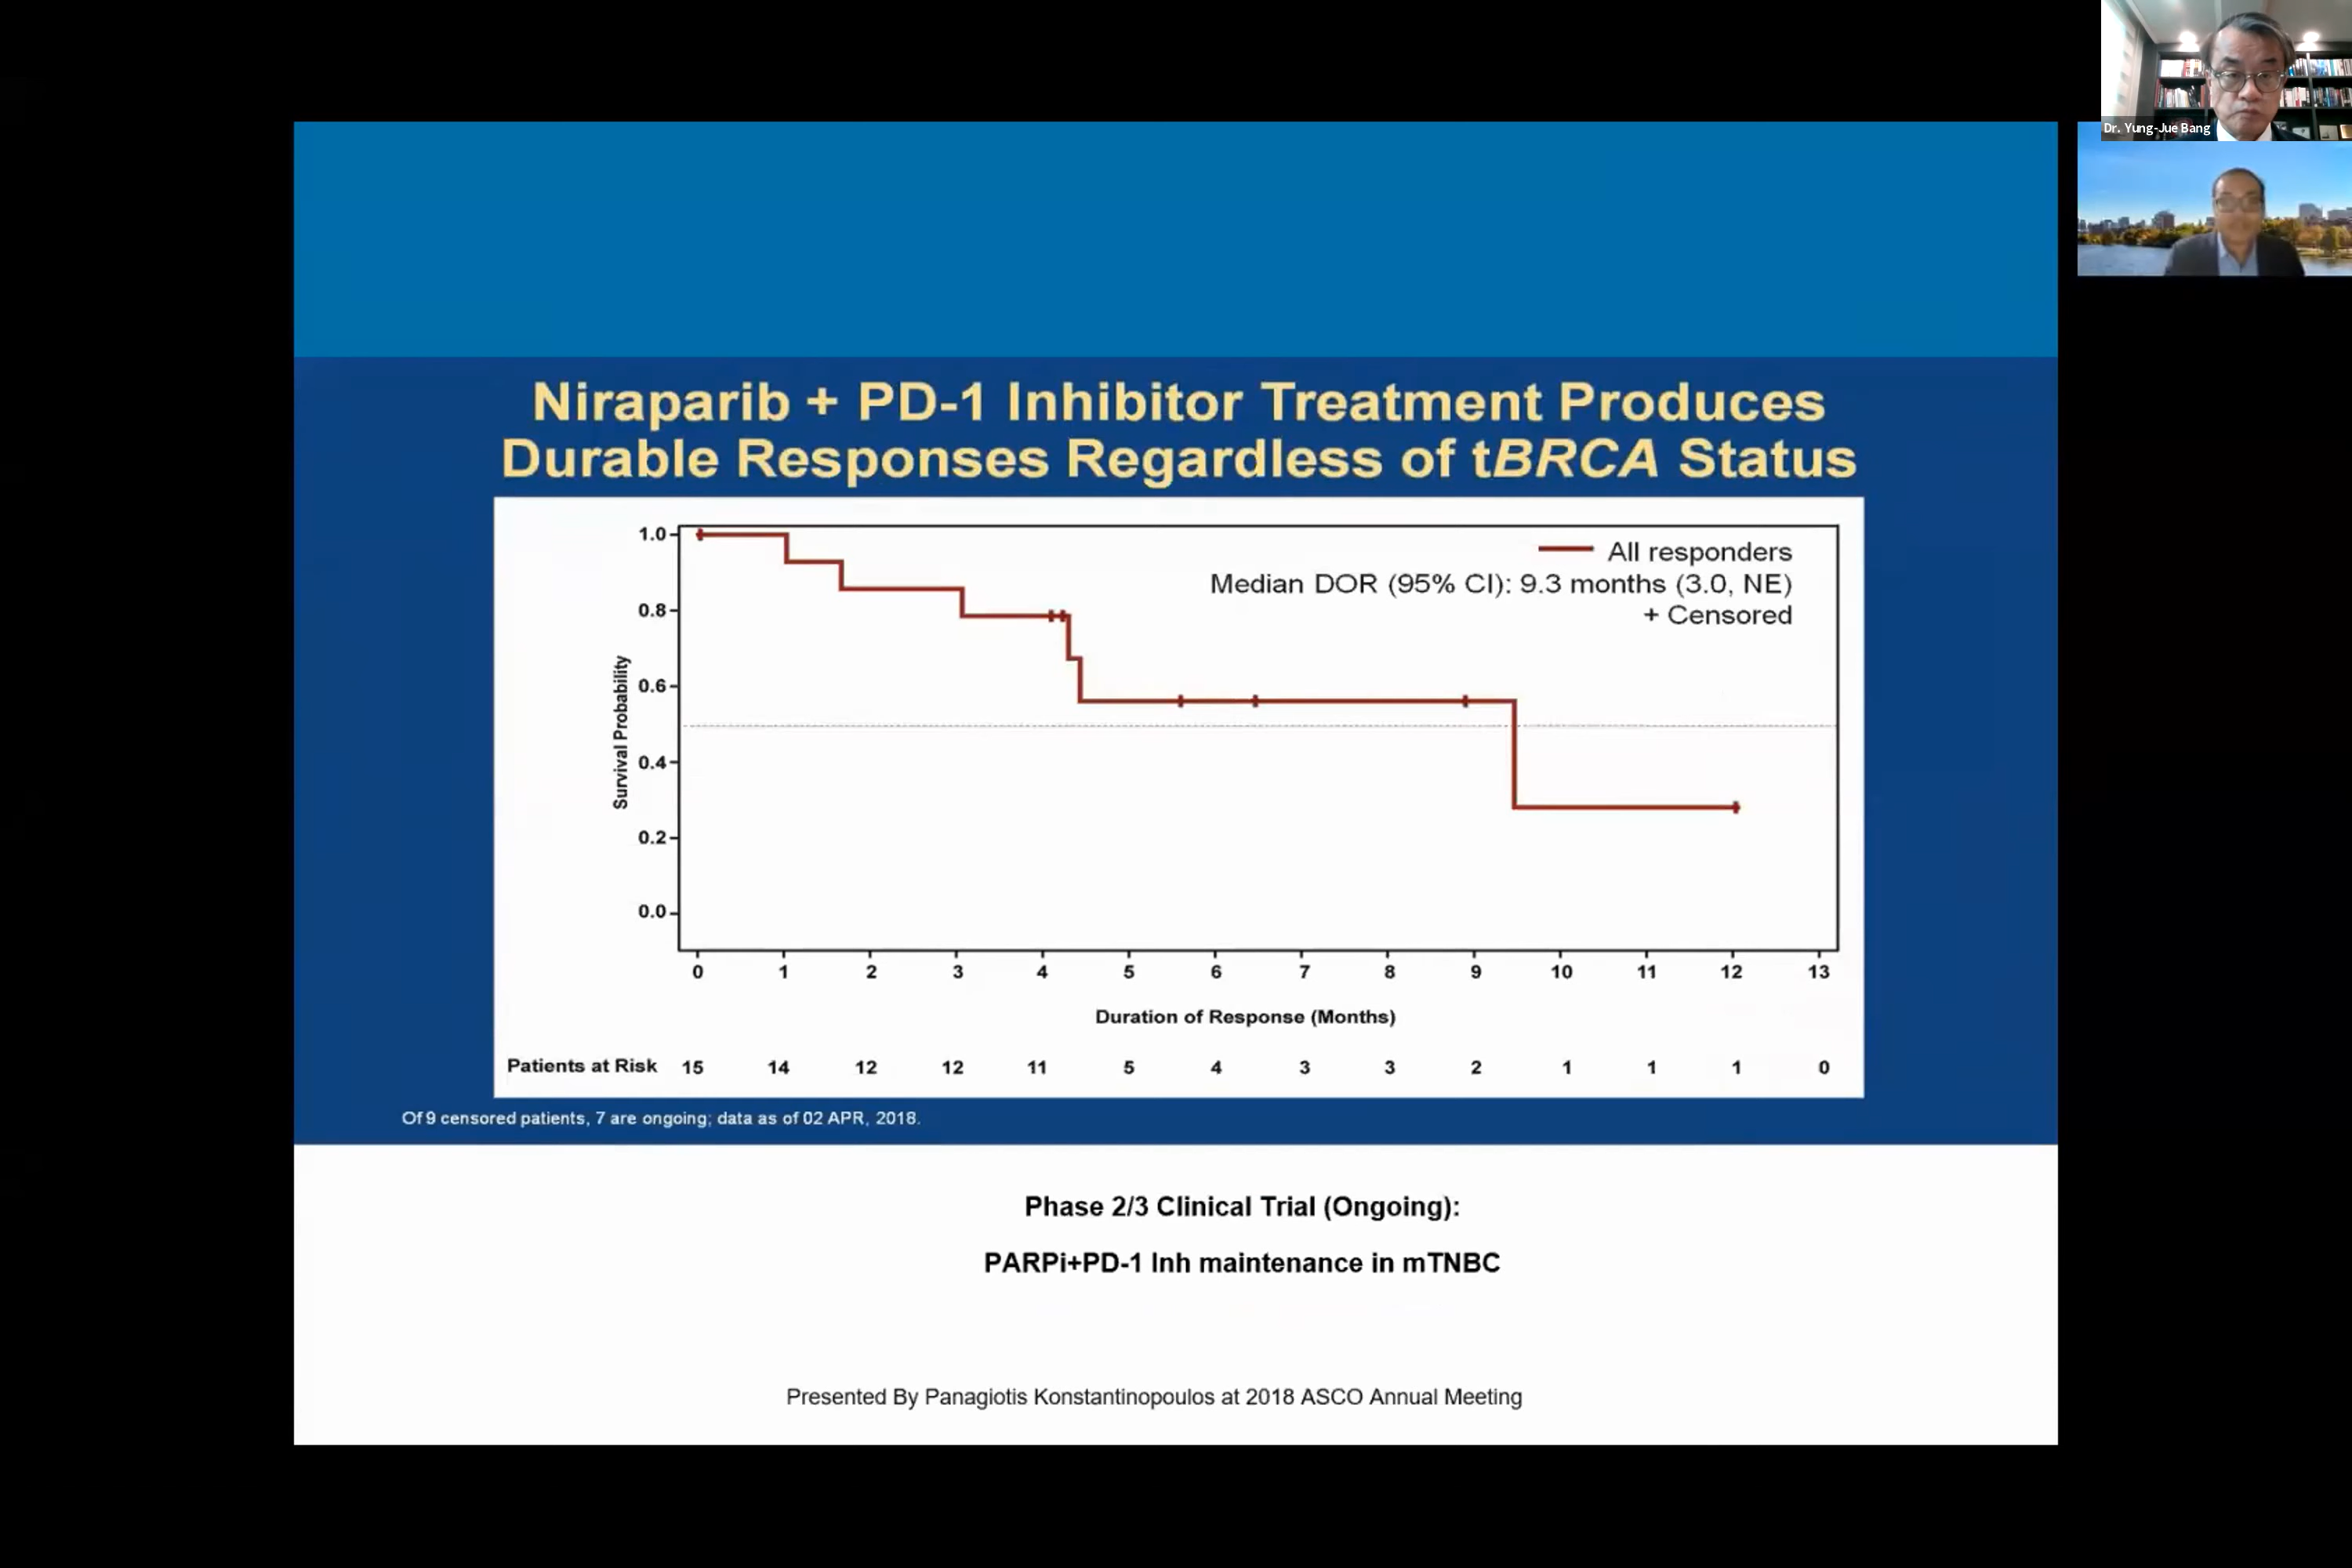 Dr. Yung-Jue Bang
Niraparib + PD-1 Inhibitor Treatment Produces
Durable Responses Regardless of tBRCA Status
All responders
Median DOR (95% CI): 9.3 months (3.0, NE)
+ Censored
Survival Probability
1.0
0.8
0.6
0.4
0.2
0.0
0 1 2 3 4 5 6 7 8 9 10 11 12 13
Duration of Response (Months)
Patients at Risk 15 14 12 12 11 5 4 3 3 2 1 1 1 0
Of 9 censored patients, 7 are ongoing; data as of 02 APR, 2018.
Phase 2/3 Clinical Trial (Ongoing):
PARPi+PD-1 Inh maintenance in mTNBC
Presented By Panagiotis Konstantinopoulos at 2018 ASCO Annual Meeting